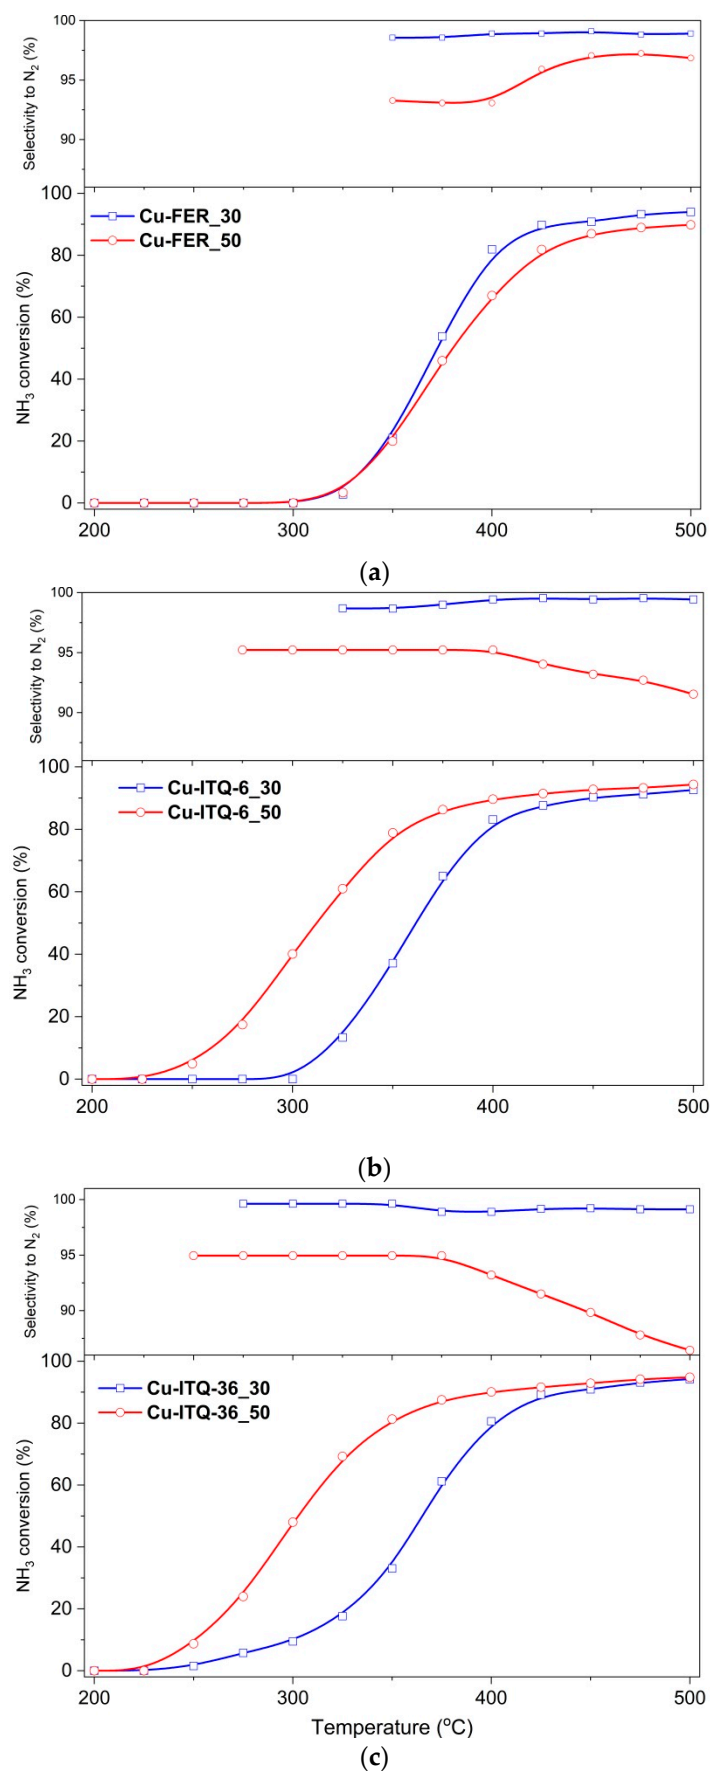 100
95
90
Selectivity to N2 (%)
100
80
60
40
20
0
NH3 conversion (%)
Cu-FER_30
Cu-FER_50
200 300 400 500
(a)
100
95
90
Selectivity to N2 (%)
100
80
60
40
20
0
NH3 conversion (%)
Cu-ITQ-6_30
Cu-ITQ-6_50
200 300 400 500
(b)
100
95
90
Selectivity to N2 (%)
100
80
60
40
20
0
NH3 conversion (%)
Cu-ITQ-36_30
Cu-ITQ-36_50
200 300 400 500
Temperature (°C)
(c)